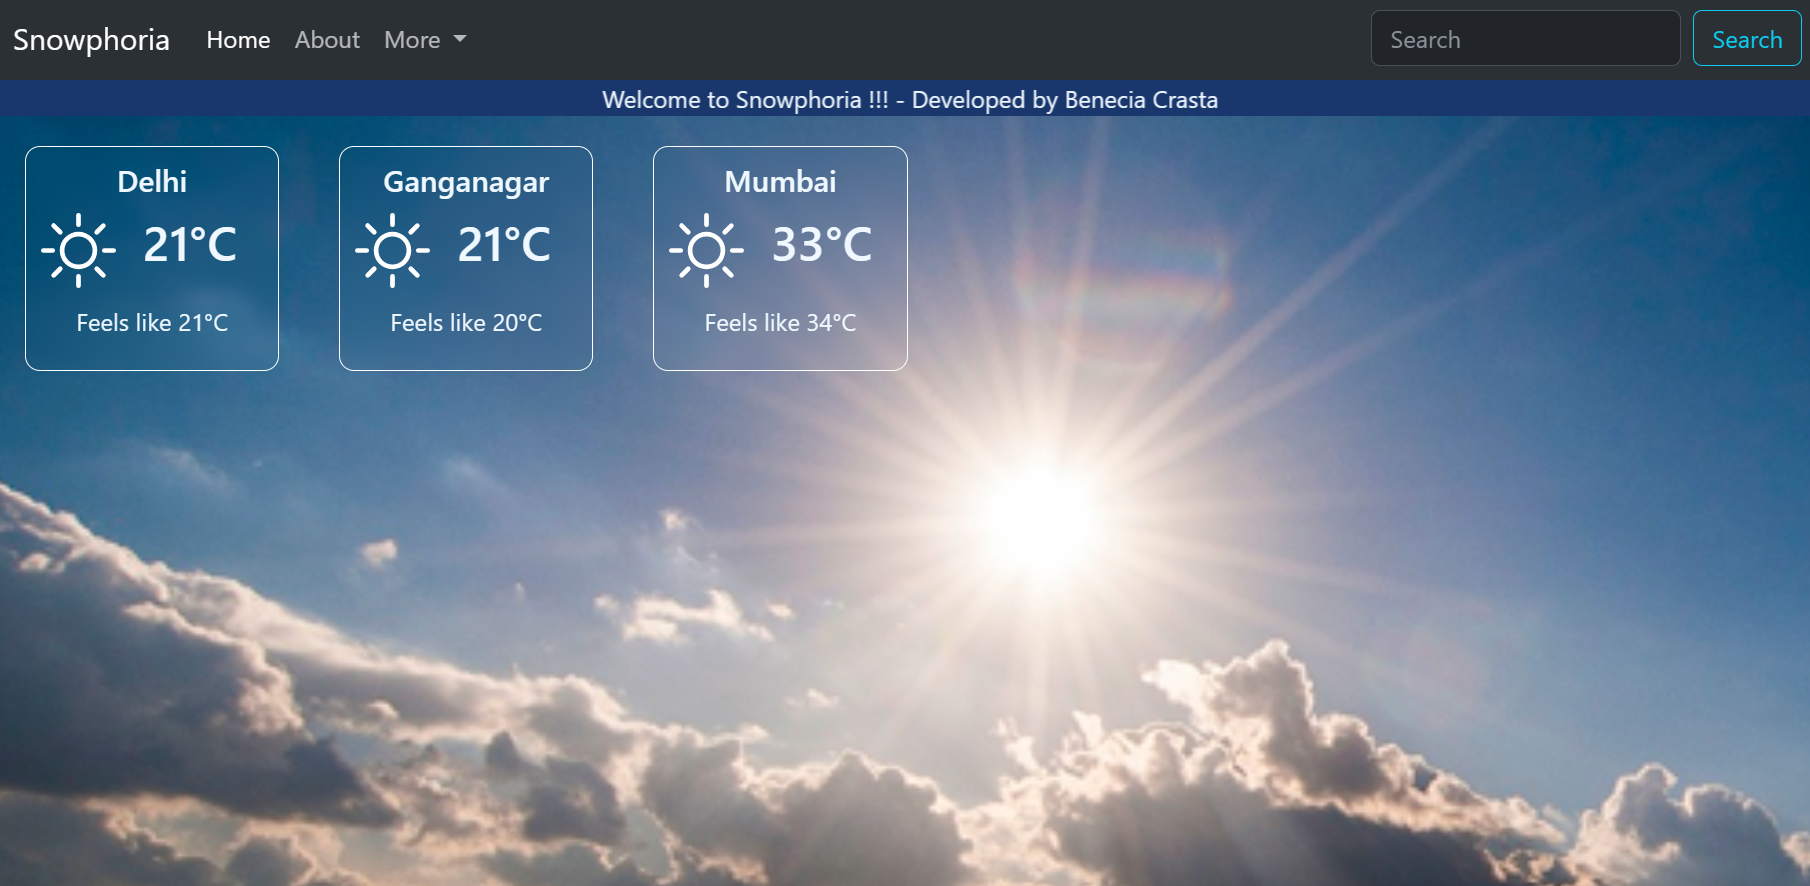 Snowphoria Home About More Search Search
Welcome to Snowphoria !!! - Developed by Benecia Crasta
Delhi
21°C
Feels like 21°C
Ganganagar
21°C
Feels like 20°C
Mumbai
33°C
Feels like 34°C